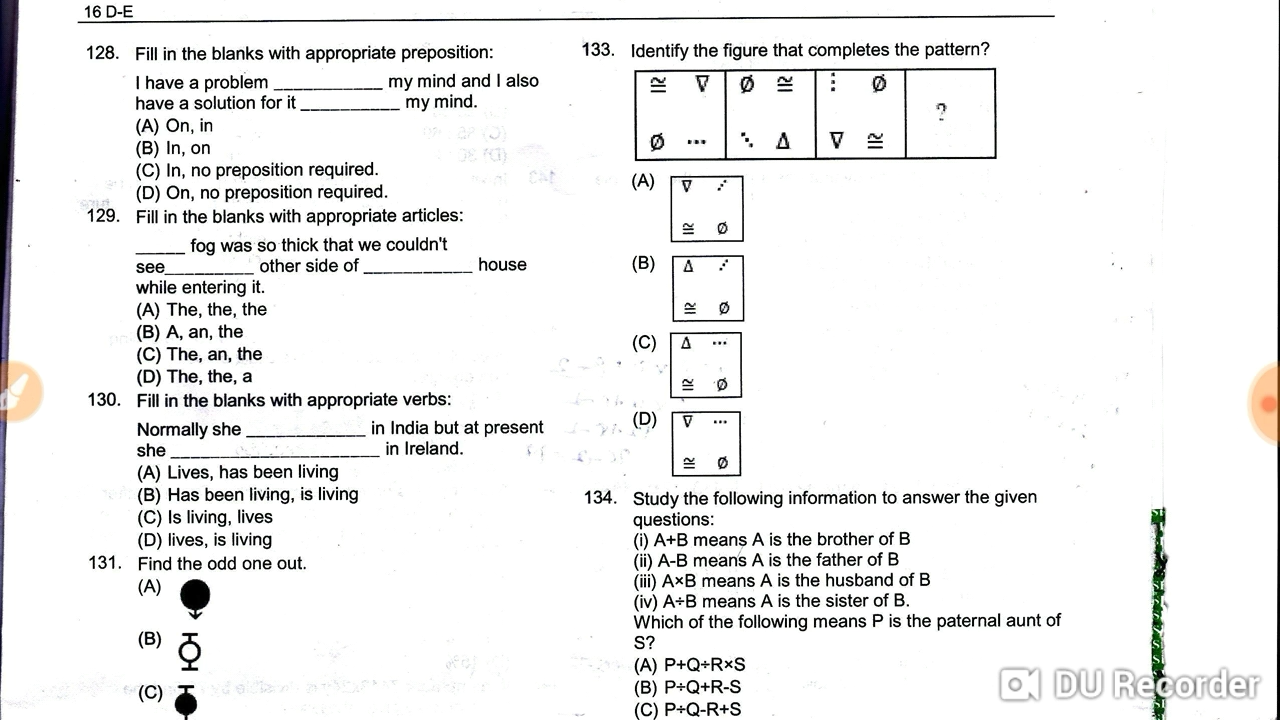 16 D-E
128. Fill in the blanks with appropriate preposition:
I have a problem ___________ my mind and I also
have a solution for it __________ my mind.
(A) On, in
(B) In, on
(C) In, no preposition required.
(D) On, no preposition required.
129. Fill in the blanks with appropriate articles:
_____ fog was so thick that we couldn't
see_________ other side of ___________ house
while entering it.
(A) The, the, the
(B) A, an, the
(C) The, an, the
(D) The, the, a
130. Fill in the blanks with appropriate verbs:
Normally she ____________ in India but at present
she _____________________ in Ireland.
(A) Lives, has been living
(B) Has been living, is living
(C) Is living, lives
(D) lives, is living
131. Find the odd one out.
(A)
(B)
(C)
133. Identify the figure that completes the pattern?
≅ ∇ Ø ≅ ⋮ Ø
?
Ø ⋯ ⋱ Δ ∇ ≅
(A) ∇ ⋰
≅ Ø
(B) Δ ⋰
≅ Ø
(C) Δ ⋯
≅ Ø
(D) ∇ ⋯
≅ Ø
134. Study the following information to answer the given
questions:
(i) A+B means A is the brother of B
(ii) A-B means A is the father of B
(iii) A×B means A is the husband of B
(iv) A÷B means A is the sister of B.
Which of the following means P is the paternal aunt of
S?
(A) P+Q÷R×S
(B) P÷Q+R-S
(C) P÷Q-R+S
DU Recorder